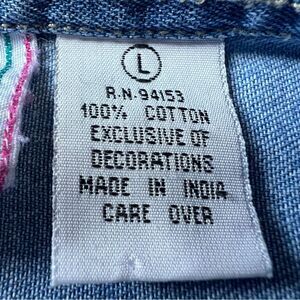 L
R.N.94153
100% COTTON
EXCLUSIVE OF
DECORATIONS
MADE IN INDIA
CARE OVER